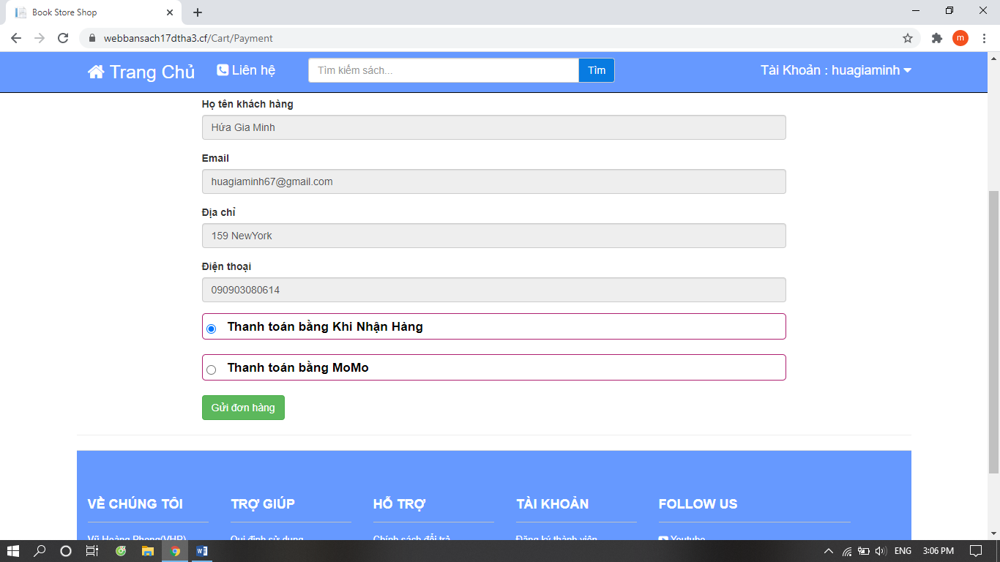 Book Store Shop
webbansach17dtha3.cf/Cart/Payment
m
Trang Chủ
Liên hệ
Tìm kiếm sách...
Tìm
Tài Khoản : huagiaminh
Họ tên khách hàng
Hứa Gia Minh
Email
huagiaminh67@gmail.com
Địa chỉ
159 NewYork
Điện thoại
090903080614
Thanh toán bằng Khi Nhận Hàng
Thanh toán bằng MoMo
Gửi đơn hàng
VỀ CHÚNG TÔI
TRỢ GIÚP
HỖ TRỢ
TÀI KHOẢN
FOLLOW US
Vũ Hoàng Phong(VHP)
Qui định sử dụng
Chính sách đổi trả
Đăng ký thành viên
Youtube
ENG
3:06 PM